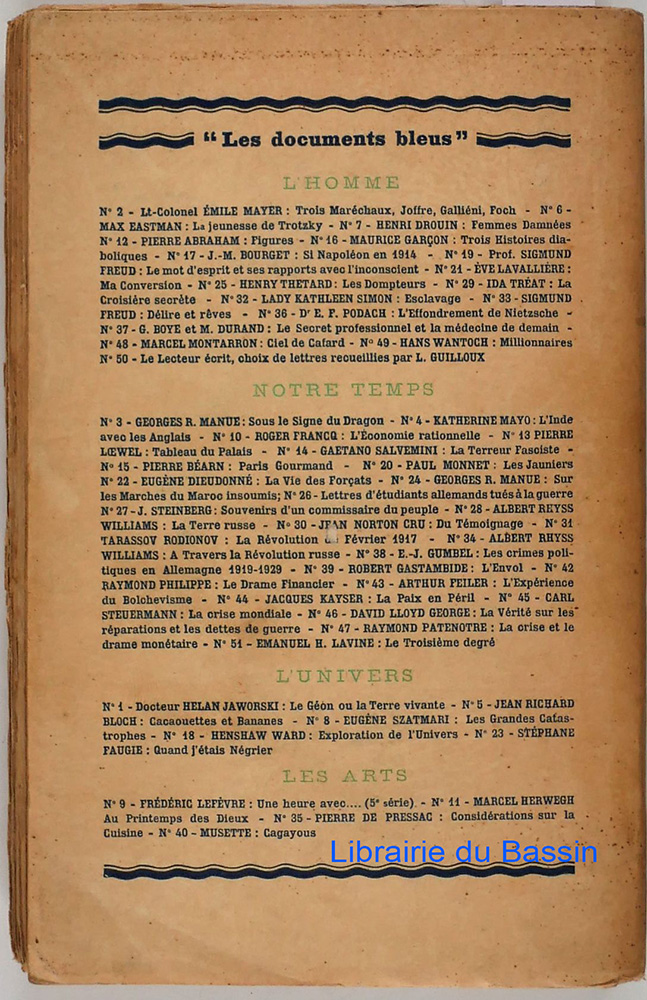 “Les documents bleus”
L'HOMME
N° 2 - Lt-Colonel ÉMILE MAYER : Trois Maréchaux, Joffre, Galliéni, Foch - N° 6 -
MAX EASTMAN : La jeunesse de Trotzky - N° 7 - HENRI DROUIN : Femmes Damnées
N° 12 - PIERRE ABRAHAM : Figures - N° 16 - MAURICE GARÇON : Trois Histoires dia-
boliques - N° 17 - J.-M. BOURGET : Si Napoléon en 1914 - N° 19 - Prof. SIGMUND
FREUD : Le mot d'esprit et ses rapports avec l'inconscient - N° 21 - ÈVE LAVALLIÈRE :
Ma Conversion - N° 25 - HENRY THETARD : Les Dompteurs - N° 29 - IDA TRÉAT : La
Croisière secrète - N° 32 - LADY KATHLEEN SIMON : Esclavage - N° 33 - SIGMUND
FREUD : Délire et rêves - N° 36 - Dr E. F. PODACH : L'Effondrement de Nietzsche -
N° 37 - G. BOYE et M. DURAND : Le Secret professionnel et la médecine de demain -
N° 48 - MARCEL MONTARRON : Ciel de Cafard - N° 49 - HANS WANTOCH : Millionnaires
N° 50 - Le Lecteur écrit, choix de lettres recueillies par L. GUILLOUX
NOTRE TEMPS
N° 3 - GEORGES R. MANUE : Sous le Signe du Dragon - N° 4 - KATHERINE MAYO : L'Inde
avec les Anglais - N° 10 - ROGER FRANCQ : L'Économie rationnelle - N° 13 PIERRE
LŒWEL : Tableau du Palais - N° 14 - GAETANO SALVEMINI : La Terreur Fasciste -
N° 15 - PIERRE BÉARN : Paris Gourmand - N° 20 - PAUL MONNET : Les Jauniers
N° 22 - EUGÈNE DIEUDONNÉ : La Vie des Forçats - N° 24 - GEORGES R. MANUE : Sur
les Marches du Maroc insoumis; N° 26 - Lettres d'étudiants allemands tués à la guerre
N° 27 - J. STEINBERG : Souvenirs d'un commissaire du peuple - N° 28 - ALBERT REYSS
WILLIAMS : La Terre russe - N° 30 - JEAN NORTON CRU : Du Témoignage - N° 31
TARASSOV RODIONOV : La Révolution de Février 1917 - N° 34 - ALBERT RHYSS
WILLIAMS : A Travers la Révolution russe - N° 38 - E.-J. GUMBEL : Les crimes poli-
tiques en Allemagne 1919-1929 - N° 39 - ROBERT GASTAMBIDE : L'Envol - N° 42
RAYMOND PHILIPPE : Le Drame Financier - N° 43 - ARTHUR FEILER : L'Expérience
du Bolchevisme - N° 44 - JACQUES KAYSER : La Paix en Péril - N° 45 - CARL
STEUERMANN : La crise mondiale - N° 46 - DAVID LLOYD GEORGE : La Vérité sur les
réparations et les dettes de guerre - N° 47 - RAYMOND PATENOTRE : La crise et le
drame monétaire - N° 51 - EMANUEL H. LAVINE : Le Troisième degré
L'UNIVERS
N° 1 - Docteur HELAN JAWORSKI : Le Géon ou la Terre vivante - N° 5 - JEAN RICHARD
BLOCH : Cacaouettes et Bananes - N° 8 - EUGÈNE SZATMARI : Les Grandes Catas-
trophes - N° 18 - HENSHAW WARD : Exploration de l'Univers - N° 23 - STÉPHANE
FAUGIE : Quand j'étais Négrier
LES ARTS
N° 9 - FRÉDÉRIC LEFÈVRE : Une heure avec.... (5e série). - N° 11 - MARCEL HERWEGH
Au Printemps des Dieux - N° 35 - PIERRE DE PRESSAC : Considérations sur la
Cuisine - N° 40 - MUSETTE : Cagayous
Librairie du Bassin